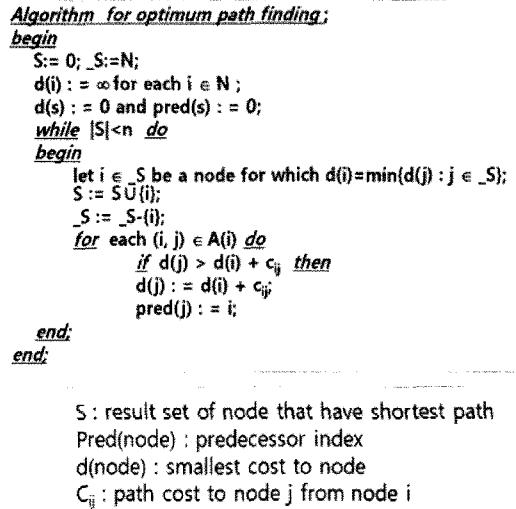 Algorithm for optimum path finding;
begin
S:= 0; _S:=N;
d(i) : = ∞ for each i ∈ N ;
d(s) : = 0 and pred(s) : = 0;
while |S|<n do
begin
let i ∈ _S be a node for which d(i)=min{d(j) : j ∈ _S};
S := S∪{i};
_S := _S-{i};
for each (i, j) ∈ A(i) do
if d(j) > d(i) + cij then
d(j) : = d(i) + cij;
pred(j) : = i;
end;
end;
S : result set of node that have shortest path
Pred(node) : predecessor index
d(node) : smallest cost to node
Cij : path cost to node j from node i